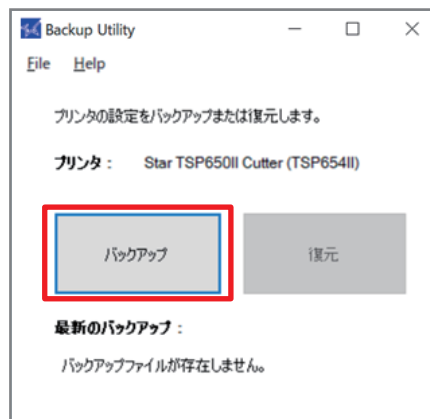 Backup Utility
File Help
プリンタの設定をバックアップまたは復元します。
プリンタ： Star TSP650II Cutter (TSP654II)
バックアップ 復元
最新のバックアップ：
バックアップファイルが存在しません。